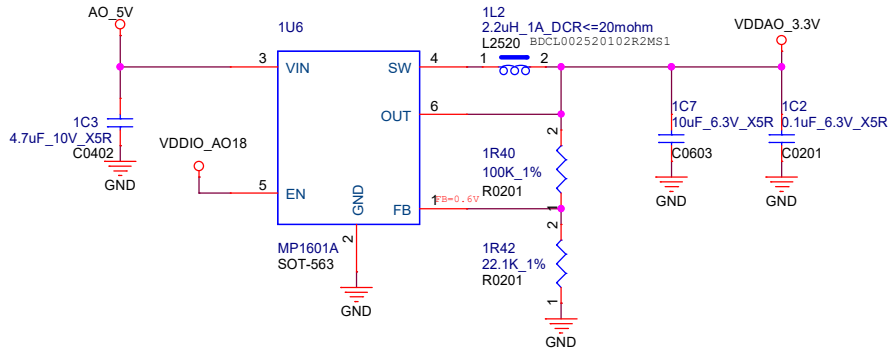 AO_5V
1U6
1L2
2.2uH_1A_DCR<=20mohm
L2520 BDCL002520102R2MS1
VDDAO_3.3V
3 VIN SW 4 1 2
1C3
4.7uF_10V_X5R
C0402
GND
VDDIO_AO18
OUT 6
5 EN
GND
2
FB 1 FB=0.6V
MP1601A
SOT-563
GND
2
1R40
100K_1%
R0201
1
2
1R42
22.1K_1%
R0201
1
GND
1C7
10uF_6.3V_X5R
C0603
GND
1C2
0.1uF_6.3V_X5R
C0201
GND